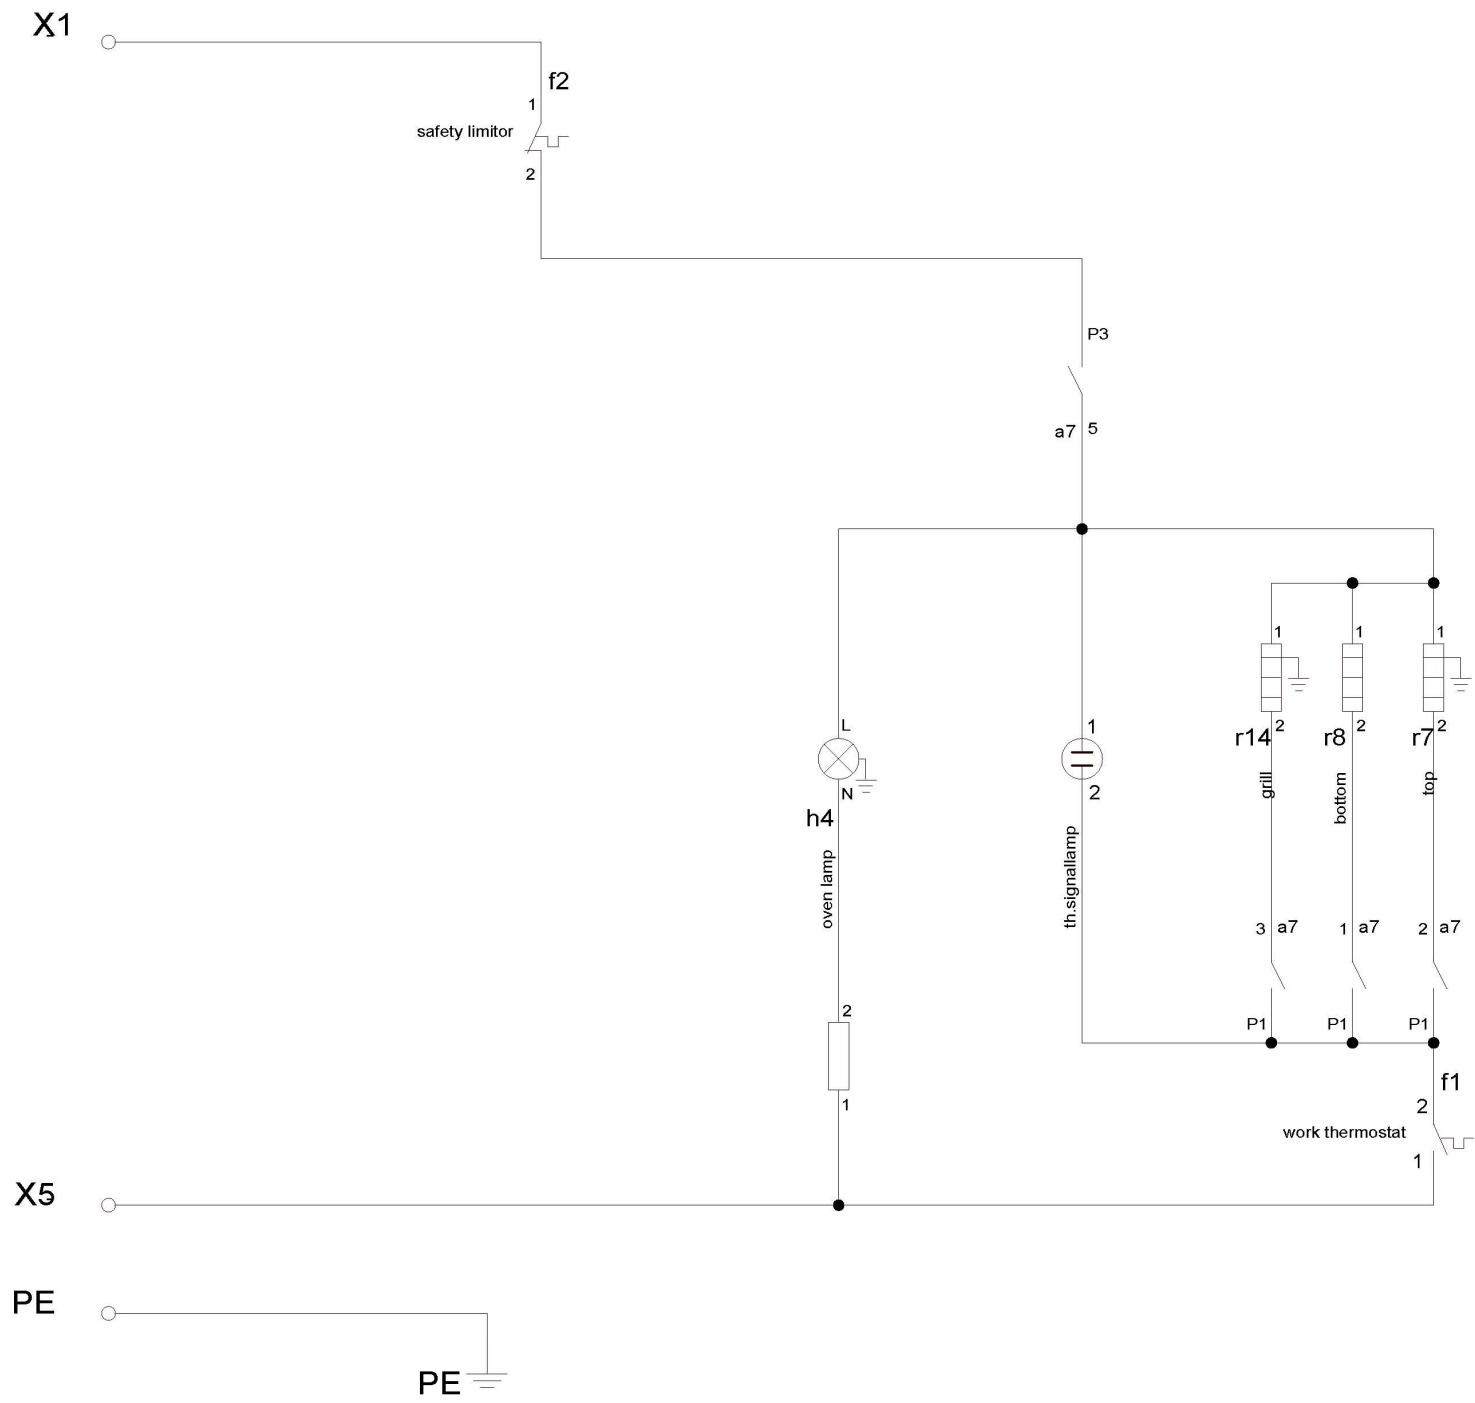 X1
f2
1
safety limitor
2
P3
a7 5
1 1 1
L
1
r14 2 r8 2 r7 2
N
2
h4
grill
bottom
top
oven lamp
th.signallamp
3 a7 1 a7 2 a7
2
P1 P1 P1
f1
1
2
work thermostat
1
X5
PE
PE